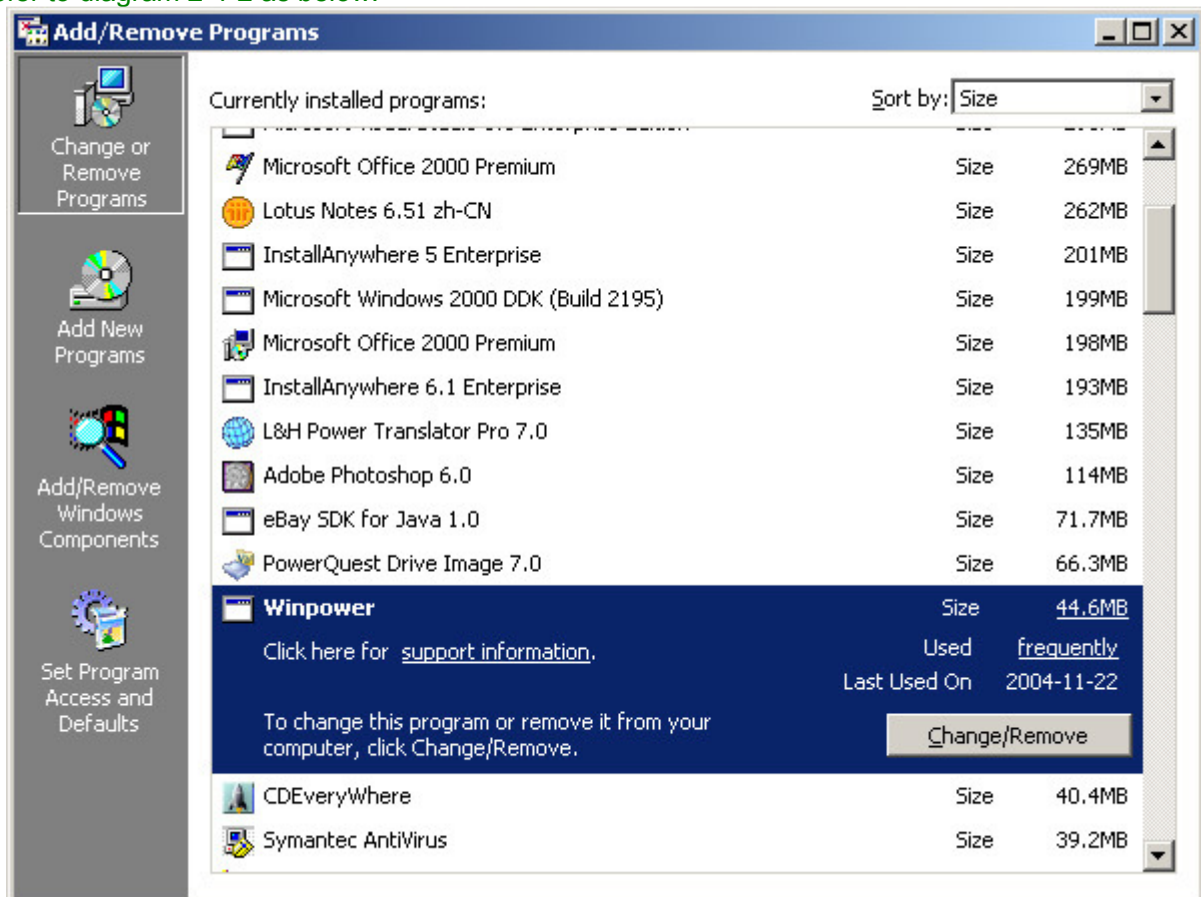 to diagram 2-1-2 as below:
Add/Remove Programs
Change or
Remove
Programs
Add New
Programs
Add/Remove
Windows
Components
Set Program
Access and
Defaults
Currently installed programs:
Sort by: Size
Microsoft Office 2000 Premium Size 269MB
Lotus Notes 6.51 zh-CN Size 262MB
InstallAnywhere 5 Enterprise Size 201MB
Microsoft Windows 2000 DDK (Build 2195) Size 199MB
Microsoft Office 2000 Premium Size 198MB
InstallAnywhere 6.1 Enterprise Size 193MB
L&H Power Translator Pro 7.0 Size 135MB
Adobe Photoshop 6.0 Size 114MB
eBay SDK for Java 1.0 Size 71.7MB
PowerQuest Drive Image 7.0 Size 66.3MB
Winpower Size 44.6MB
Click here for support information. Used frequently
Last Used On 2004-11-22
To change this program or remove it from your
computer, click Change/Remove.
Change/Remove
CDEveryWhere Size 40.4MB
Symantec AntiVirus Size 39.2MB